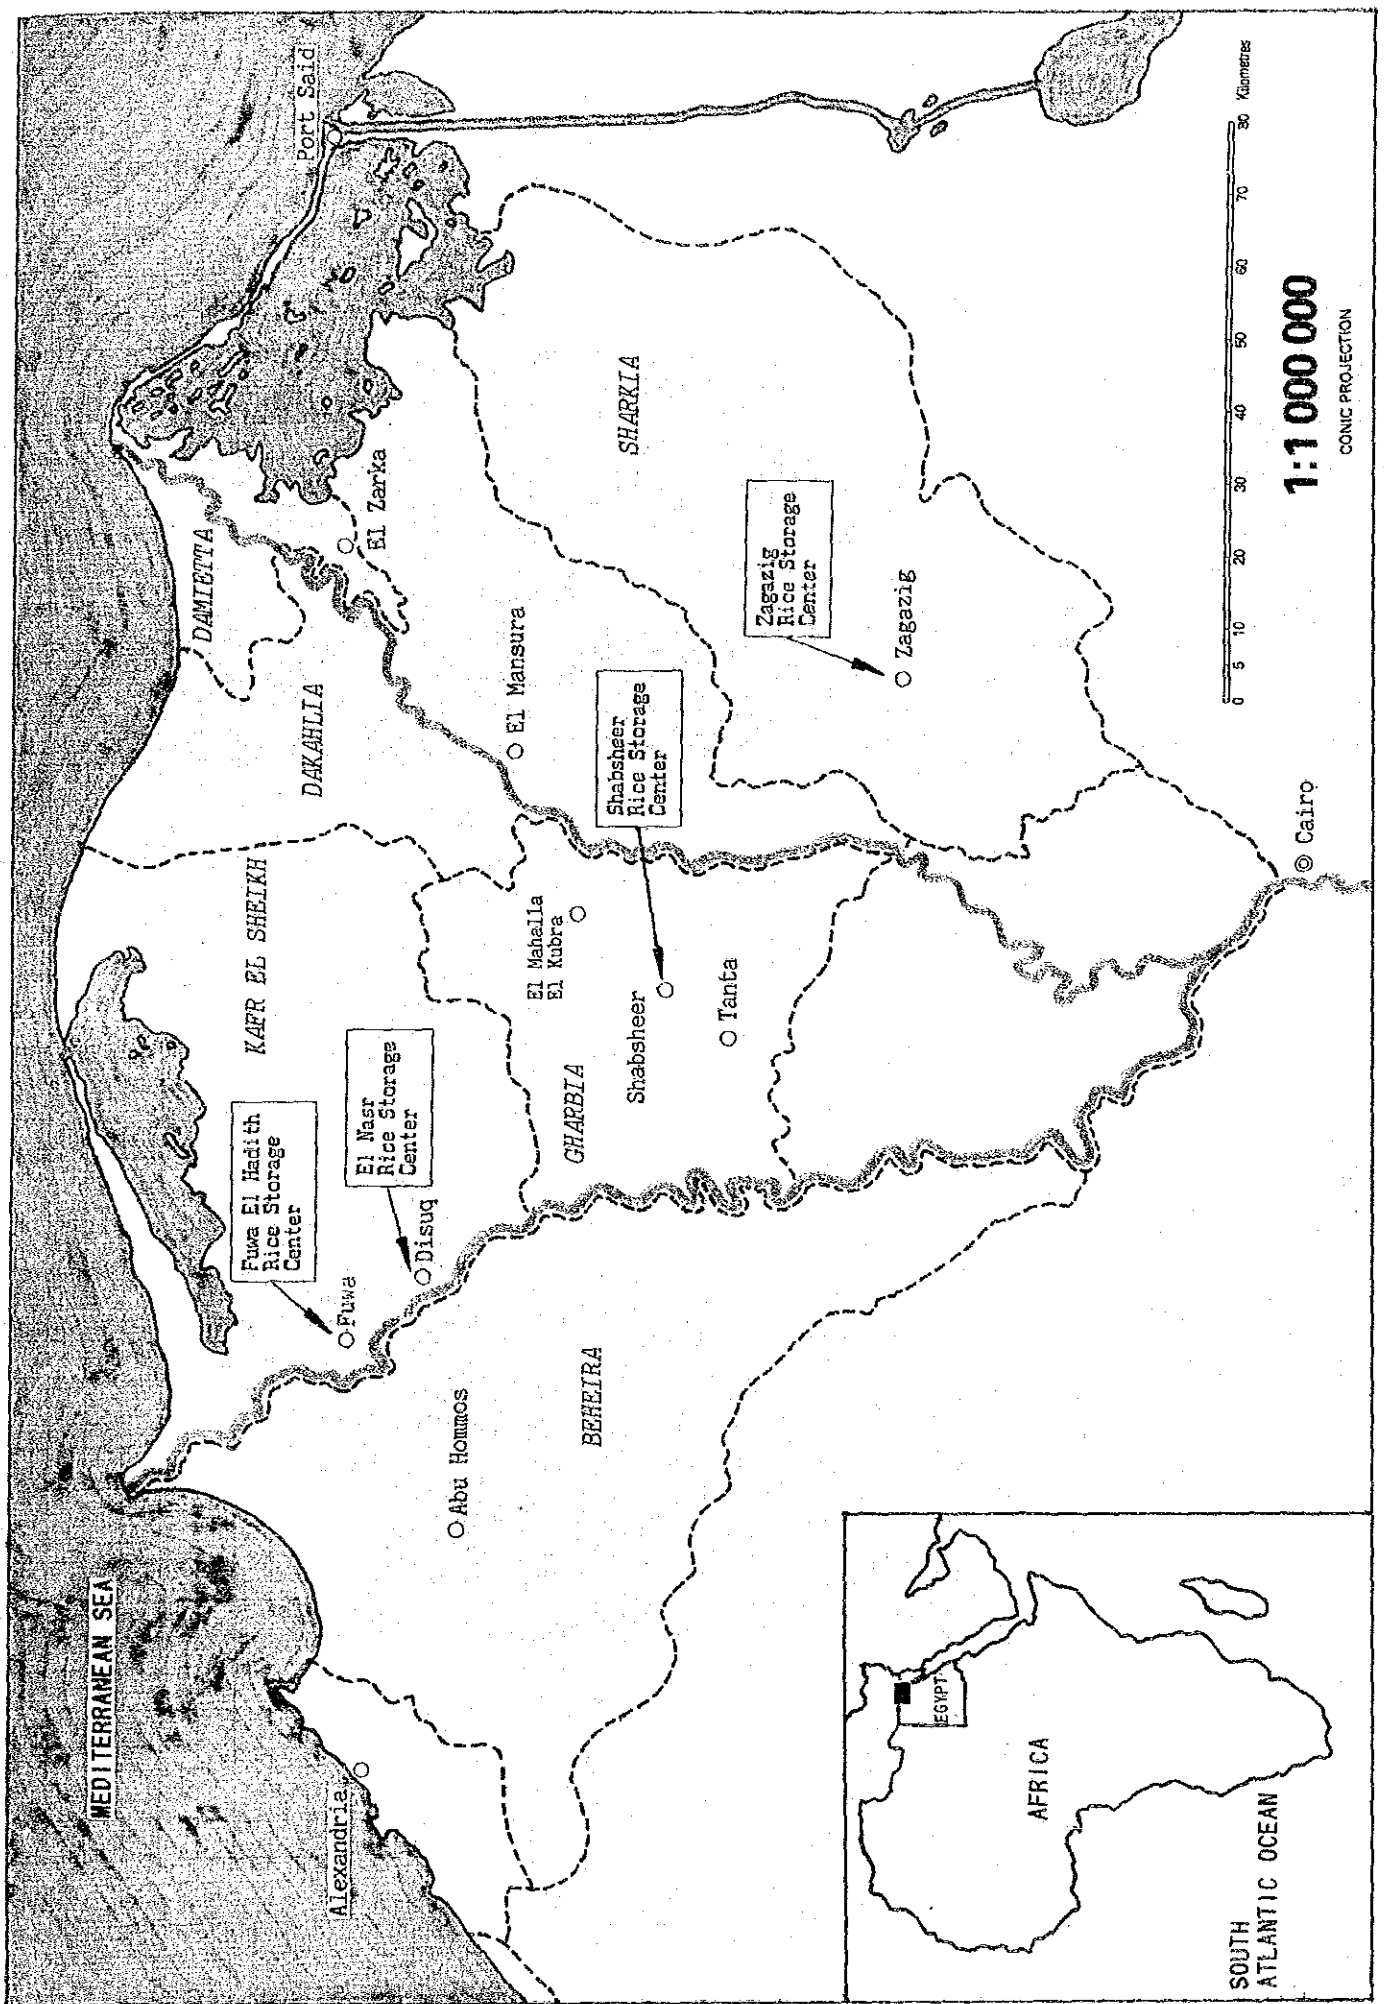 MEDITERRANEAN SEA
Alexandria
Port Said
DAMIETTA
El Zarka
DAKAHLIA
KAFR EL SHEIKH
Fuwa El Hadith
Rice Storage
Center
Fuwa
El Nasr
Rice Storage
Center
Disuq
Abu Hommos
El Mansura
El Mahalla
El Kubra
GHARBIA
BEHEIRA
SHARKIA
Shabsheer
Rice Storage
Center
Shabsheer
Tanta
Zagazig
Rice Storage
Center
Zagazig
Cairo
0 5 10 20 30 40 50 60 70 80 Kilometres
1:1 000 000
CONIC PROJECTION
EGYPT
AFRICA
SOUTH
ATLANTIC OCEAN